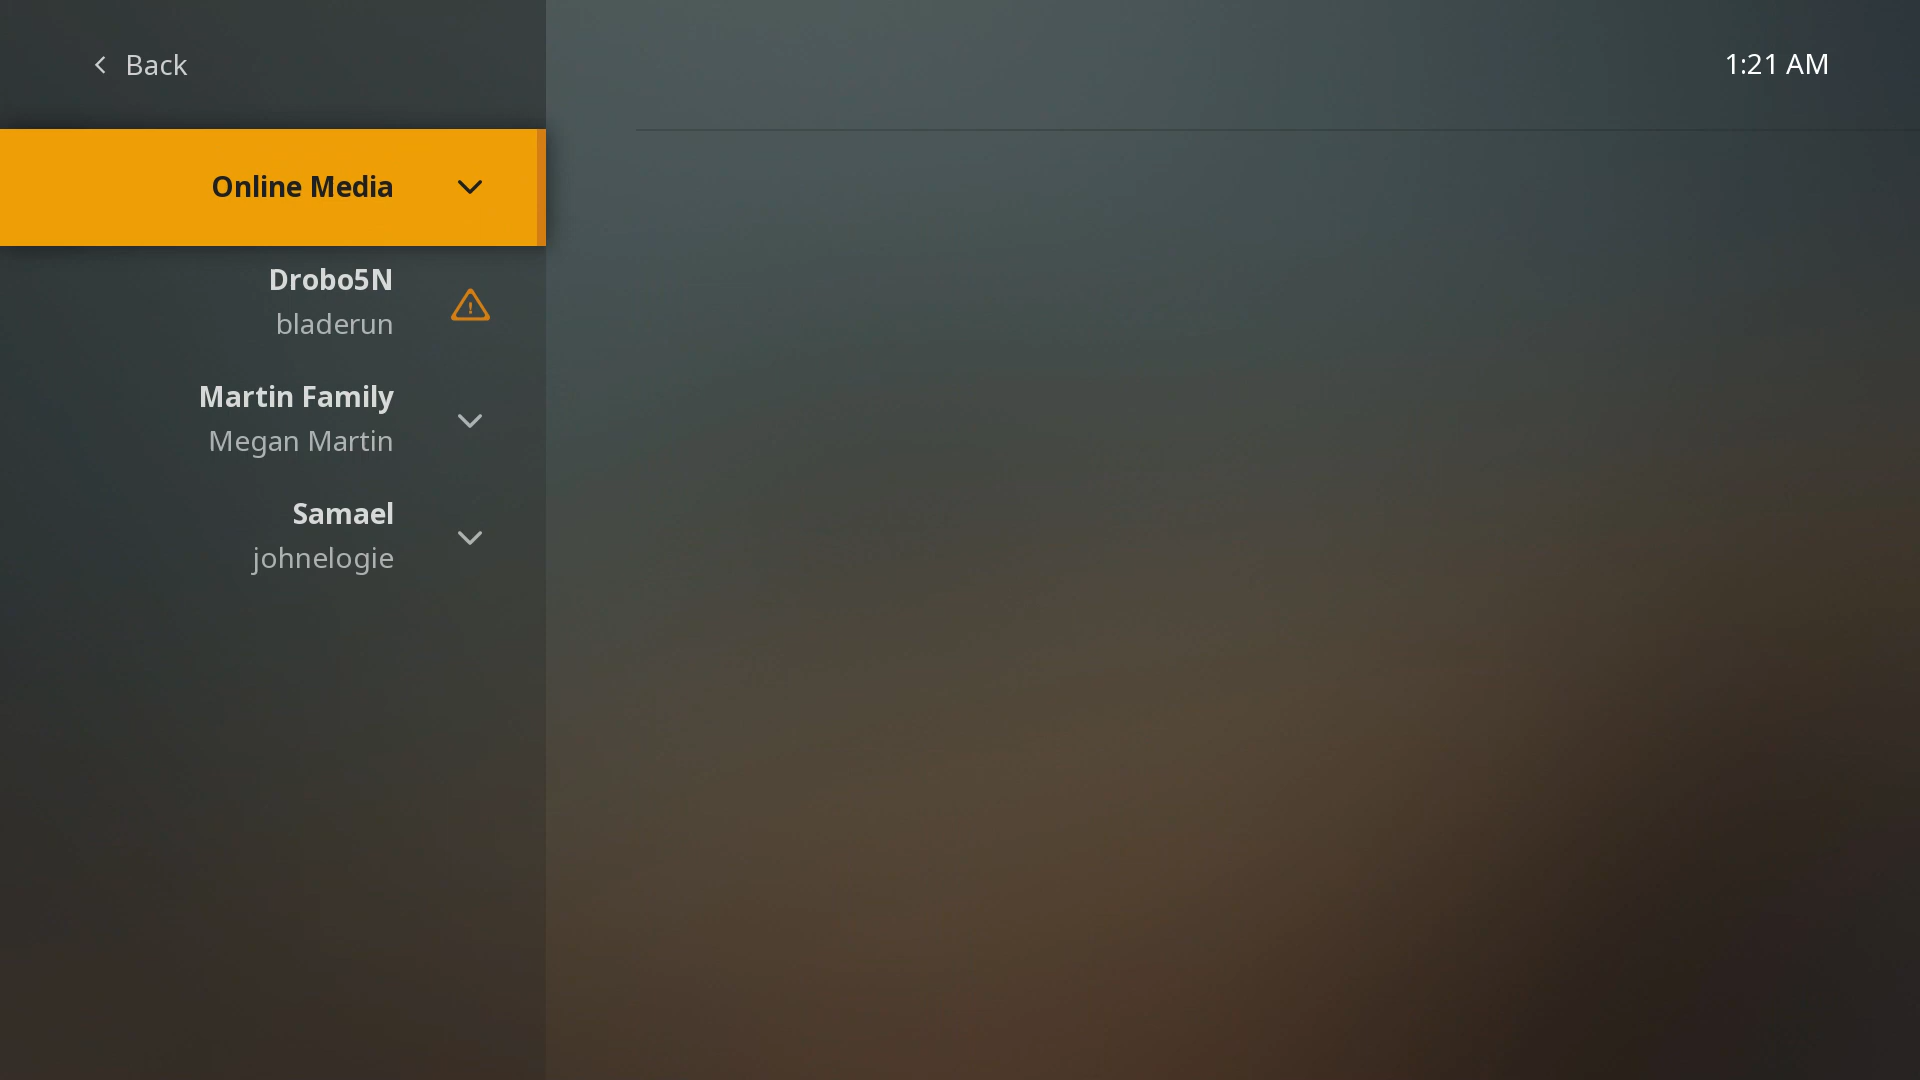 Back
1:21 AM
Online Media
Drobo5N
bladerun
Martin Family
Megan Martin
Samael
johnelogie